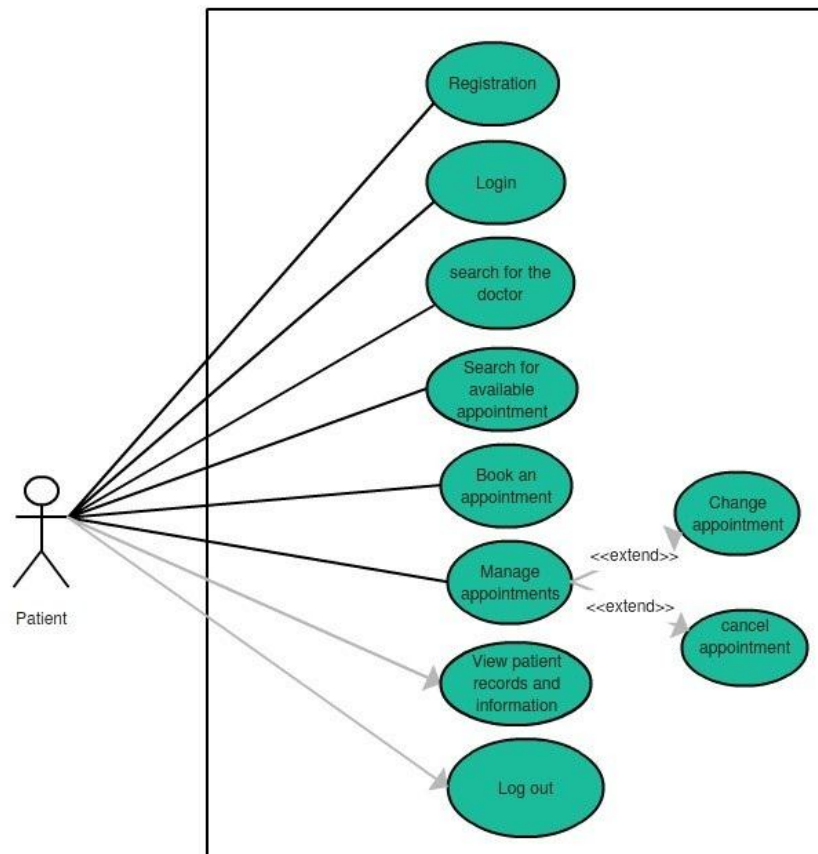 Registration
Login
search for the
doctor
Search for
available
appointment
Book an
appointment
Change
appointment
<<extend>>
Manage
appointments
<<extend>>
cancel
appointment
Patient
View patient
records and
information
Log out